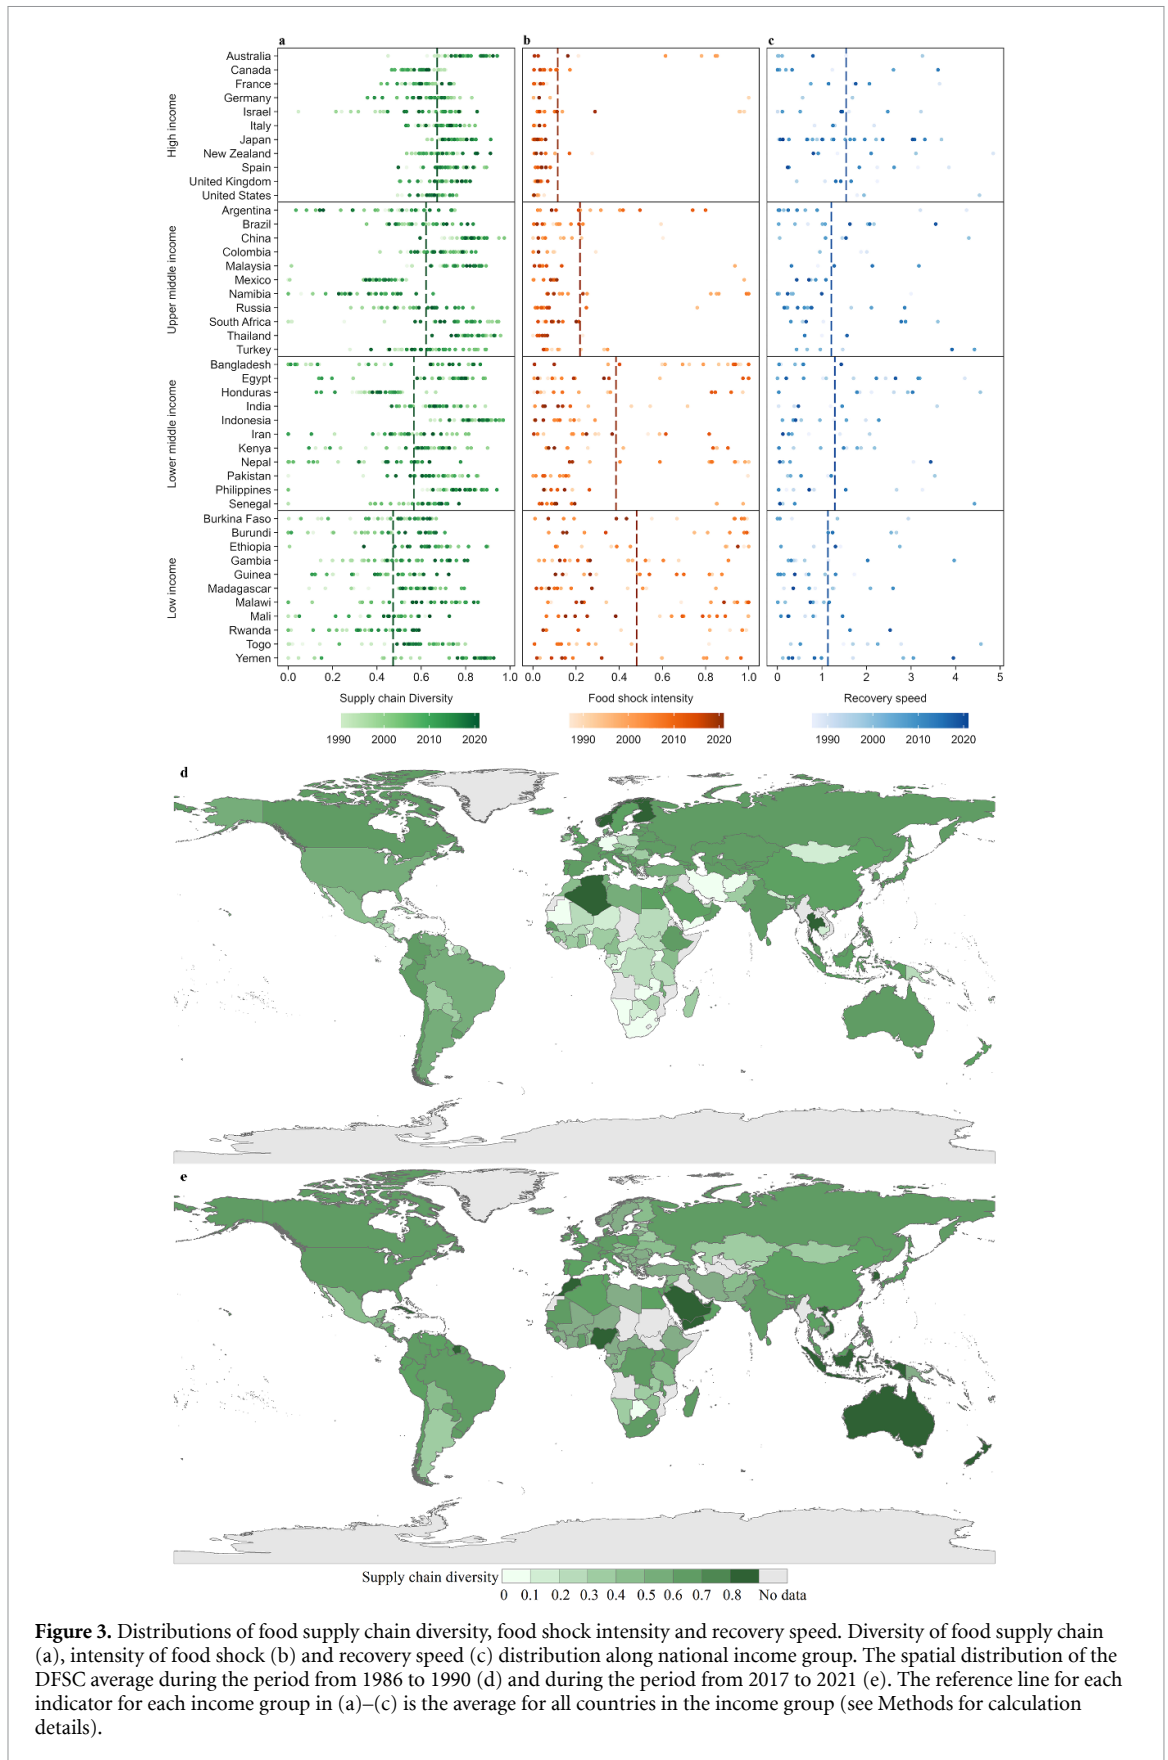 a
b
c
High income
Australia
Canada
France
Germany
Israel
Italy
Japan
New Zealand
Spain
United Kingdom
United States
Upper middle income
Argentina
Brazil
China
Colombia
Malaysia
Mexico
Namibia
Russia
South Africa
Thailand
Turkey
Lower middle income
Bangladesh
Egypt
Honduras
India
Indonesia
Iran
Kenya
Nepal
Pakistan
Philippines
Senegal
Low income
Burkina Faso
Burundi
Ethiopia
Gambia
Guinea
Madagascar
Malawi
Mali
Rwanda
Togo
Yemen
0.0 0.2 0.4 0.6 0.8 1.0
0.0 0.2 0.4 0.6 0.8 1.0
0 1 2 3 4 5
Supply chain Diversity
Food shock intensity
Recovery speed
1990 2000 2010 2020
1990 2000 2010 2020
1990 2000 2010 2020
d
e
Supply chain diversity
0 0.1 0.2 0.3 0.4 0.5 0.6 0.7 0.8 No data
Figure 3. Distributions of food supply chain diversity, food shock intensity and recovery speed. Diversity of food supply chain
(a), intensity of food shock (b) and recovery speed (c) distribution along national income group. The spatial distribution of the
DFSC average during the period from 1986 to 1990 (d) and during the period from 2017 to 2021 (e). The reference line for each
indicator for each income group in (a)–(c) is the average for all countries in the income group (see Methods for calculation
details).